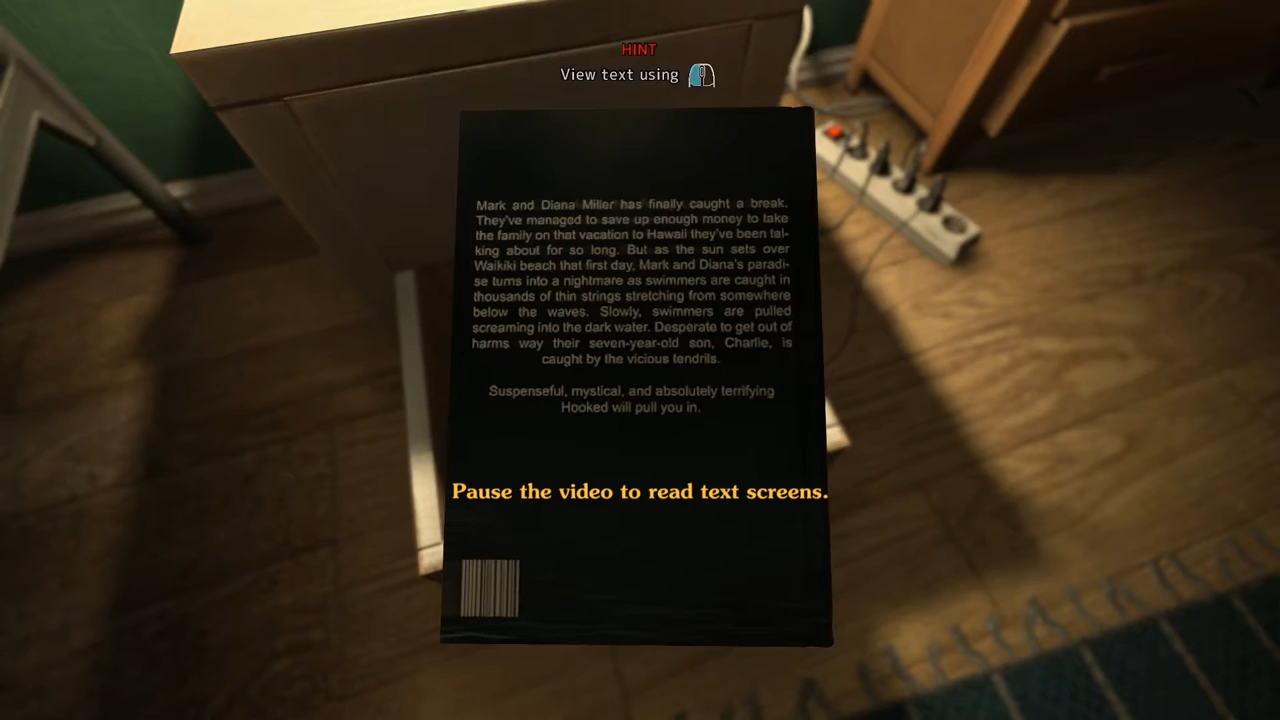 HINT
View text using
Mark and Diana Miller has finally caught a break.
They've managed to save up enough money to take
the family on that vacation to Hawaii they've been tal-
king about for so long. But as the sun sets over
Waikiki beach that first day, Mark and Diana's paradi-
se turns into a nightmare as swimmers are caught in
thousands of thin strings stretching from somewhere
below the waves. Slowly, swimmers are pulled
screaming into the dark water. Desperate to get out of
harms way their seven-year-old son, Charlie, is
caught by the vicious tendrils.
Suspenseful, mystical, and absolutely terrifying
Hooked will pull you in.
Pause the video to read text screens.